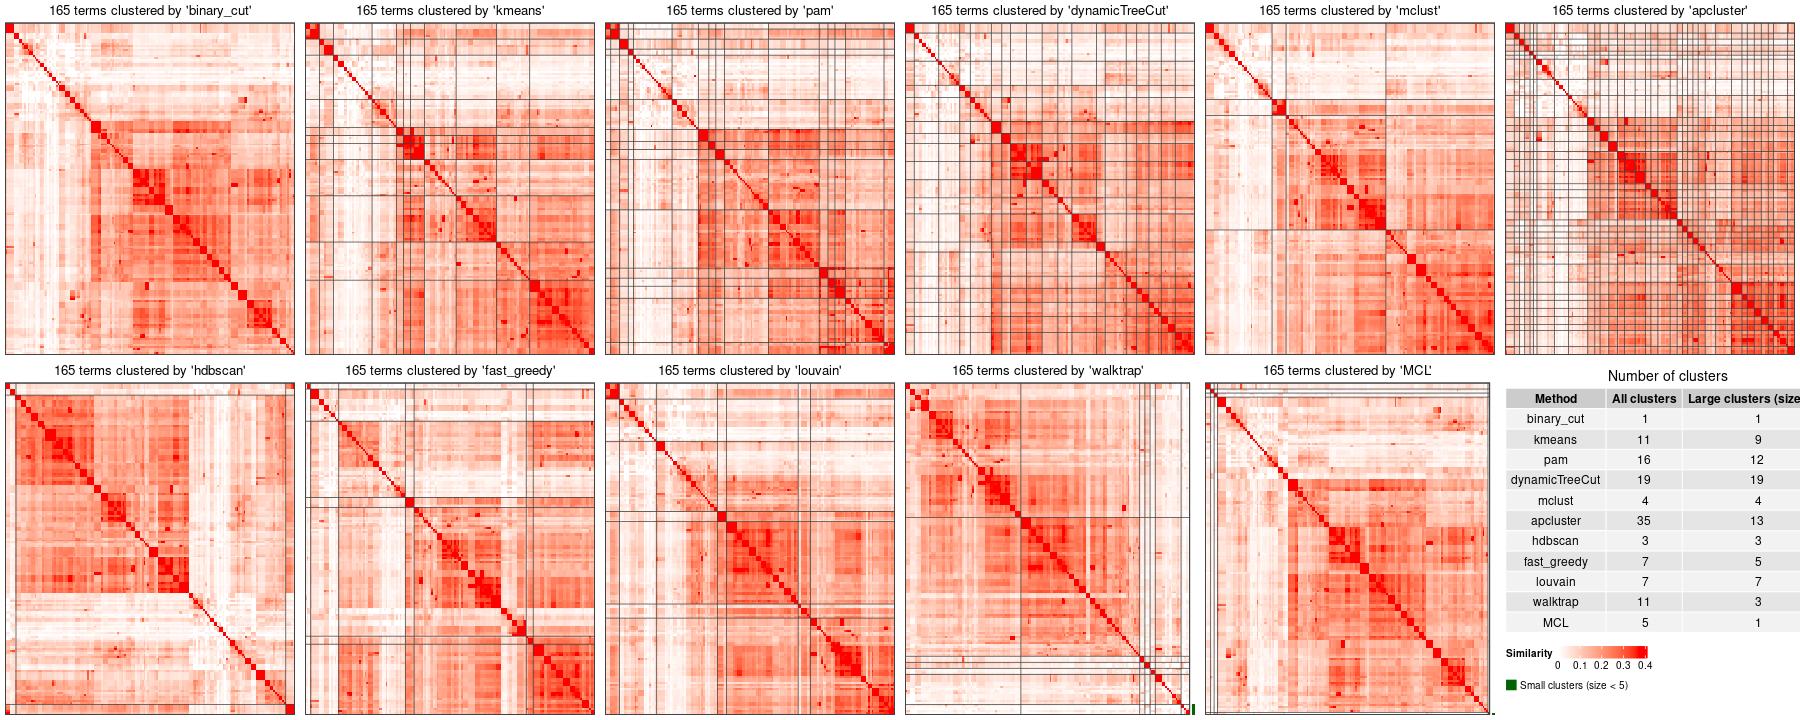 165 terms clustered by 'binary_cut'
165 terms clustered by 'kmeans'
165 terms clustered by 'pam'
165 terms clustered by 'dynamicTreeCut'
165 terms clustered by 'mclust'
165 terms clustered by 'apcluster'
165 terms clustered by 'hdbscan'
165 terms clustered by 'fast_greedy'
165 terms clustered by 'louvain'
165 terms clustered by 'walktrap'
165 terms clustered by 'MCL'
Number of clusters
Method All clusters Large clusters (size
binary_cut 1 1
kmeans 11 9
pam 16 12
dynamicTreeCut 19 19
mclust 4 4
apcluster 35 13
hdbscan 3 3
fast_greedy 7 5
louvain 7 7
walktrap 11 3
MCL 5 1
Similarity
0 0.1 0.2 0.3 0.4
Small clusters (size < 5)